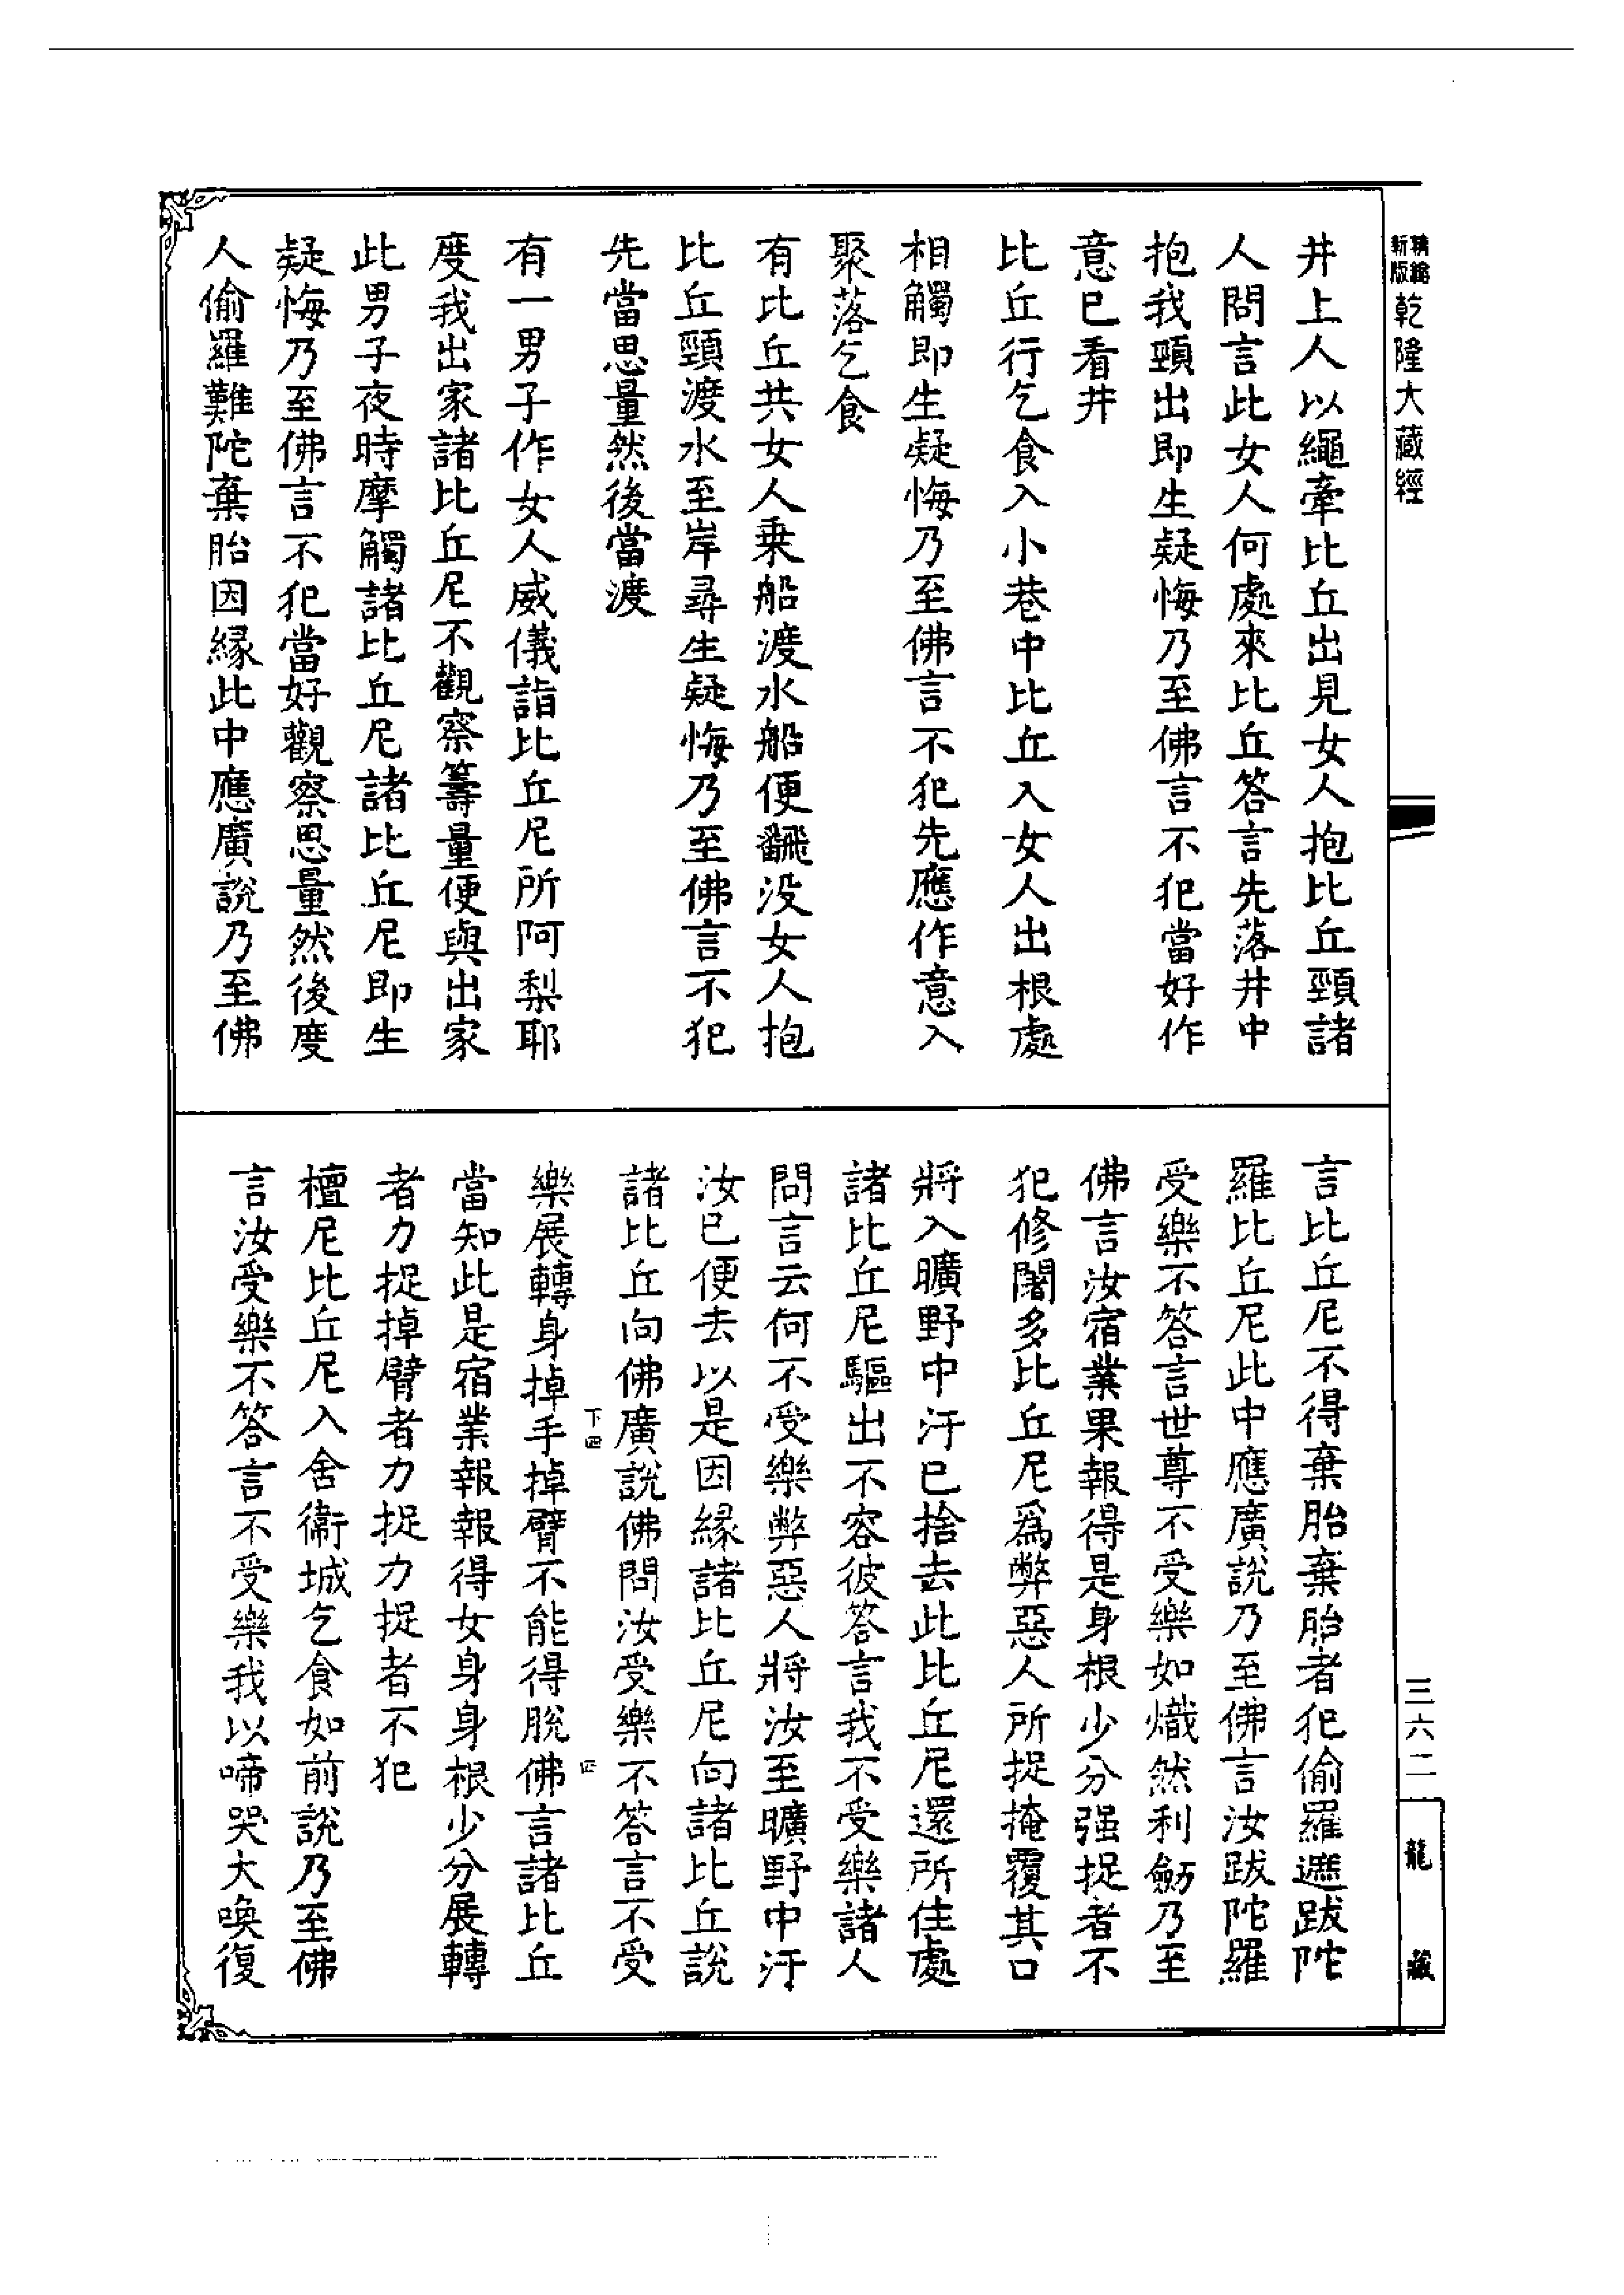 新版
精繪
乾隆大藏經
井上人以繩牽比丘出見女人抱比丘頸諸
人問言此女人何處來比丘答言先落井中
抱我頸出即生疑悔乃至佛言不犯當好作
意已看井
比丘行乞食入小巷中比丘入女人出根處
相觸即生疑悔乃至佛言不犯先應作意入
聚落乞食
有比丘共女人乗船渡水船便飜没女人抱
比丘頸渡水至岸尋生疑悔乃至佛言不犯
先當思量然後當渡
有一男子作女人威儀詣比丘尼所阿梨耶
度我出家諸比丘尼不觀察籌量便與出家
此男子夜時摩觸諸比丘尼諸比丘尼即生
疑悔乃至佛言不犯當好觀察思量然後度
人偷羅難陀棄胎因緣此中應廣說乃至佛
言比丘尼不得棄胎棄胎者犯偷羅遮跋陀
羅比丘尼此中應廣說乃至佛言汝跋陀羅
受樂不答言世尊不受樂如熾然利劒乃至
佛言汝宿業果報得是身根少分强捉者不
犯修闍多比丘尼爲弊惡人所捉掩覆其口
將入曠野中汙已捨去此比丘尼還所住處
諸比丘尼驅出不容彼答言我不受樂諸人
問言云何不受樂弊惡人將汝至曠野中汙
汝已便去以是因緣諸比丘尼向諸比丘說
諸比丘向佛廣說佛問汝受樂不答言不受
下四
四
樂展轉身掉手掉臂不能得脫佛言諸比丘
當知此是宿業報報得女身身根少分展轉
者力捉掉臂者力捉力捉者不犯
檀尼比丘尼入舍衞城乞食如前說乃至佛
言汝受樂不答言不受樂我以啼哭大喚復
三六二
龍藏